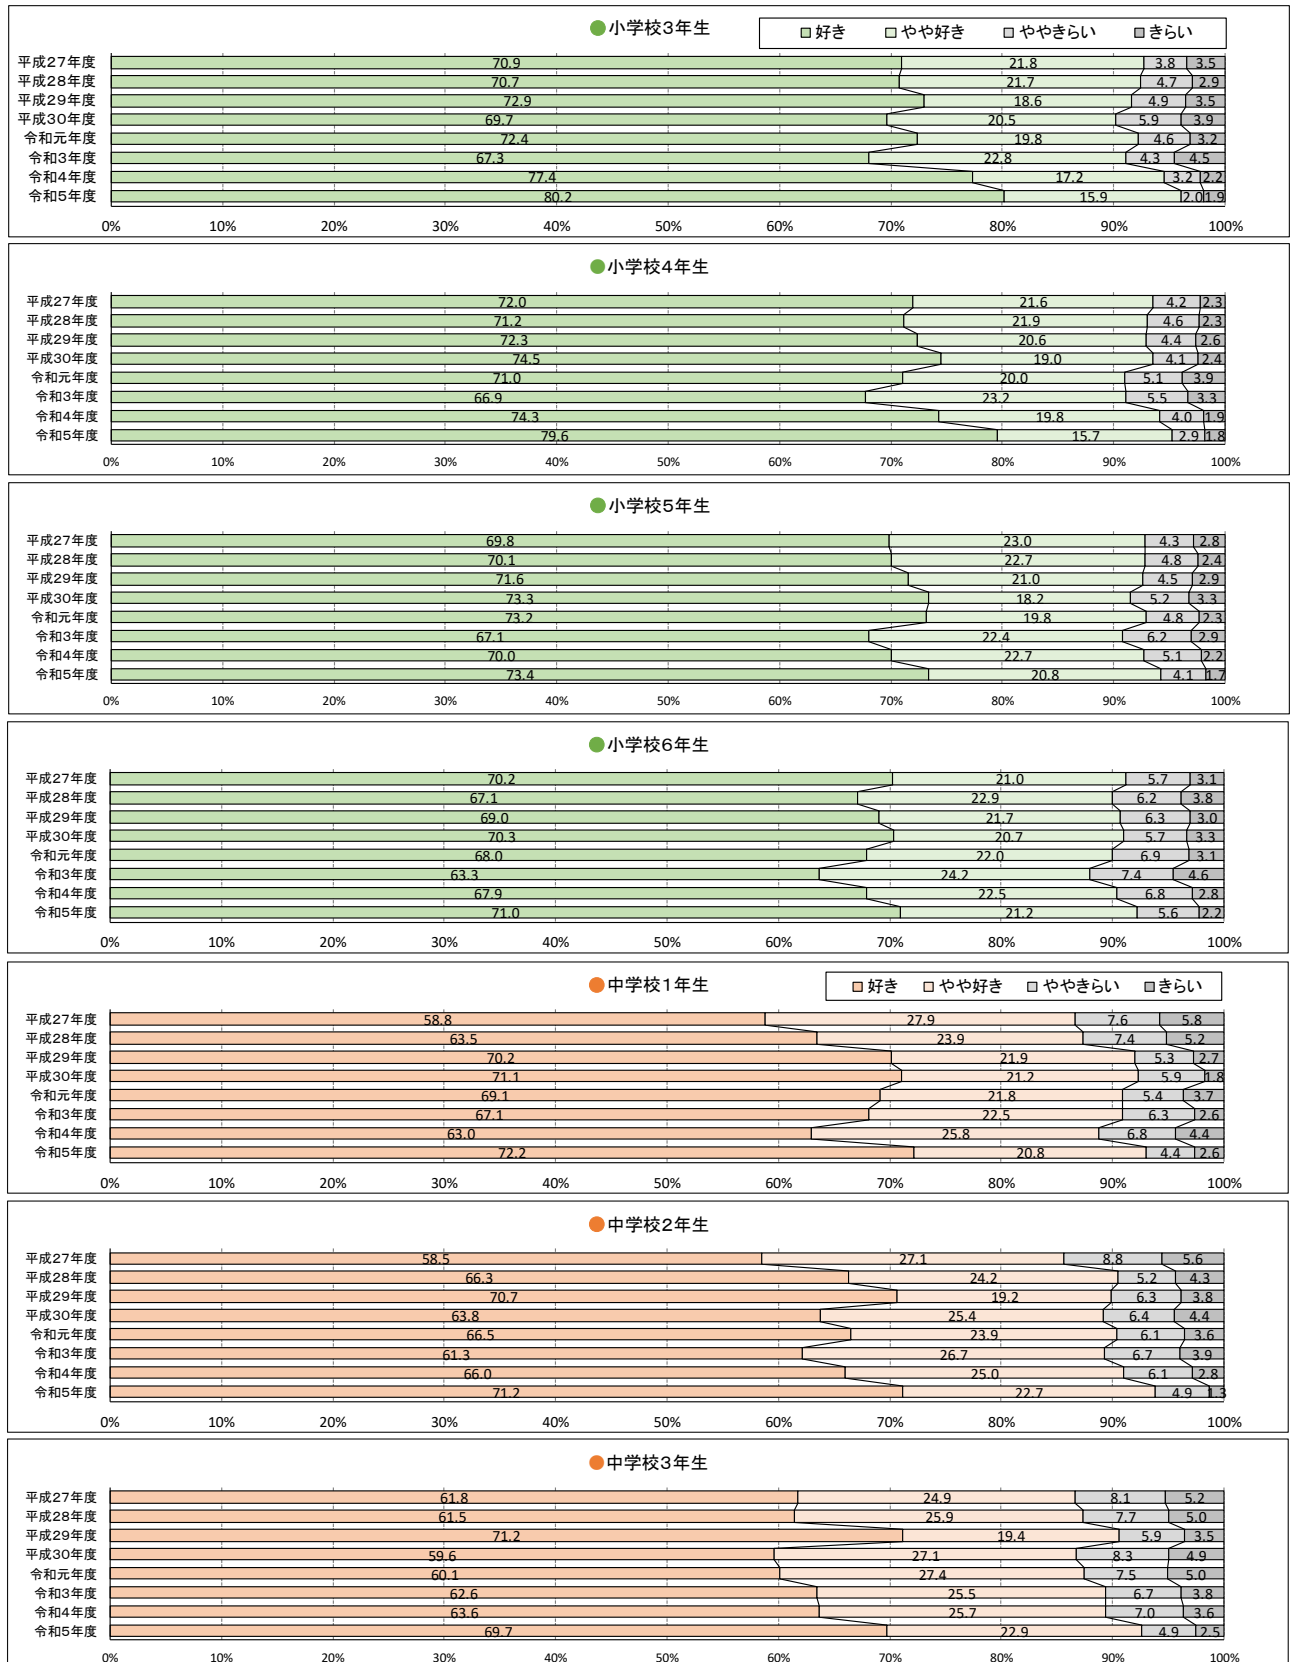 ●小学校3年生
好き やや好き ややきらい きらい
平成27年度 70.9 21.8 3.8 3.5
平成28年度 70.7 21.7 4.7 2.9
平成29年度 72.9 18.6 4.9 3.5
平成30年度 69.7 20.5 5.9 3.9
令和元年度 72.4 19.8 4.6 3.2
令和3年度 67.3 22.8 4.3 4.5
令和4年度 77.4 17.2 3.2 2.2
令和5年度 80.2 15.9 2.0 1.9
0% 10% 20% 30% 40% 50% 60% 70% 80% 90% 100%
●小学校4年生
平成27年度 72.0 21.6 4.2 2.3
平成28年度 71.2 21.9 4.6 2.3
平成29年度 72.3 20.6 4.4 2.6
平成30年度 74.5 19.0 4.1 2.4
令和元年度 71.0 20.0 5.1 3.9
令和3年度 66.9 23.2 5.5 3.3
令和4年度 74.3 19.8 4.0 1.9
令和5年度 79.6 15.7 2.9 1.8
0% 10% 20% 30% 40% 50% 60% 70% 80% 90% 100%
●小学校5年生
平成27年度 69.8 23.0 4.3 2.8
平成28年度 70.1 22.7 4.8 2.4
平成29年度 71.6 21.0 4.5 2.9
平成30年度 73.3 18.2 5.2 3.3
令和元年度 73.2 19.8 4.8 2.3
令和3年度 67.1 22.4 6.2 2.9
令和4年度 70.0 22.7 5.1 2.2
令和5年度 73.4 20.8 4.1 1.7
0% 10% 20% 30% 40% 50% 60% 70% 80% 90% 100%
●小学校6年生
平成27年度 70.2 21.0 5.7 3.1
平成28年度 67.1 22.9 6.2 3.8
平成29年度 69.0 21.7 6.3 3.0
平成30年度 70.3 20.7 5.7 3.3
令和元年度 68.0 22.0 6.9 3.1
令和3年度 63.3 24.2 7.4 4.6
令和4年度 67.9 22.5 6.8 2.8
令和5年度 71.0 21.2 5.6 2.2
0% 10% 20% 30% 40% 50% 60% 70% 80% 90% 100%
●中学校1年生
好き やや好き ややきらい きらい
平成27年度 58.8 27.9 7.6 5.8
平成28年度 63.5 23.9 7.4 5.2
平成29年度 70.2 21.9 5.3 2.7
平成30年度 71.1 21.2 5.9 1.8
令和元年度 69.1 21.8 5.4 3.7
令和3年度 67.1 22.5 6.3 2.6
令和4年度 63.0 25.8 6.8 4.4
令和5年度 72.2 20.8 4.4 2.6
0% 10% 20% 30% 40% 50% 60% 70% 80% 90% 100%
●中学校2年生
平成27年度 58.5 27.1 8.8 5.6
平成28年度 66.3 24.2 5.2 4.3
平成29年度 70.7 19.2 6.3 3.8
平成30年度 63.8 25.4 6.4 4.4
令和元年度 66.5 23.9 6.1 3.6
令和3年度 61.3 26.7 6.7 3.9
令和4年度 66.0 25.0 6.1 2.8
令和5年度 71.2 22.7 4.9 1.3
0% 10% 20% 30% 40% 50% 60% 70% 80% 90% 100%
●中学校3年生
平成27年度 61.8 24.9 8.1 5.2
平成28年度 61.5 25.9 7.7 5.0
平成29年度 71.2 19.4 5.9 3.5
平成30年度 59.6 27.1 8.3 4.9
令和元年度 60.1 27.4 7.5 5.0
令和3年度 62.6 25.5 6.7 3.8
令和4年度 63.6 25.7 7.0 3.6
令和5年度 69.7 22.9 4.9 2.5
0% 10% 20% 30% 40% 50% 60% 70% 80% 90% 100%